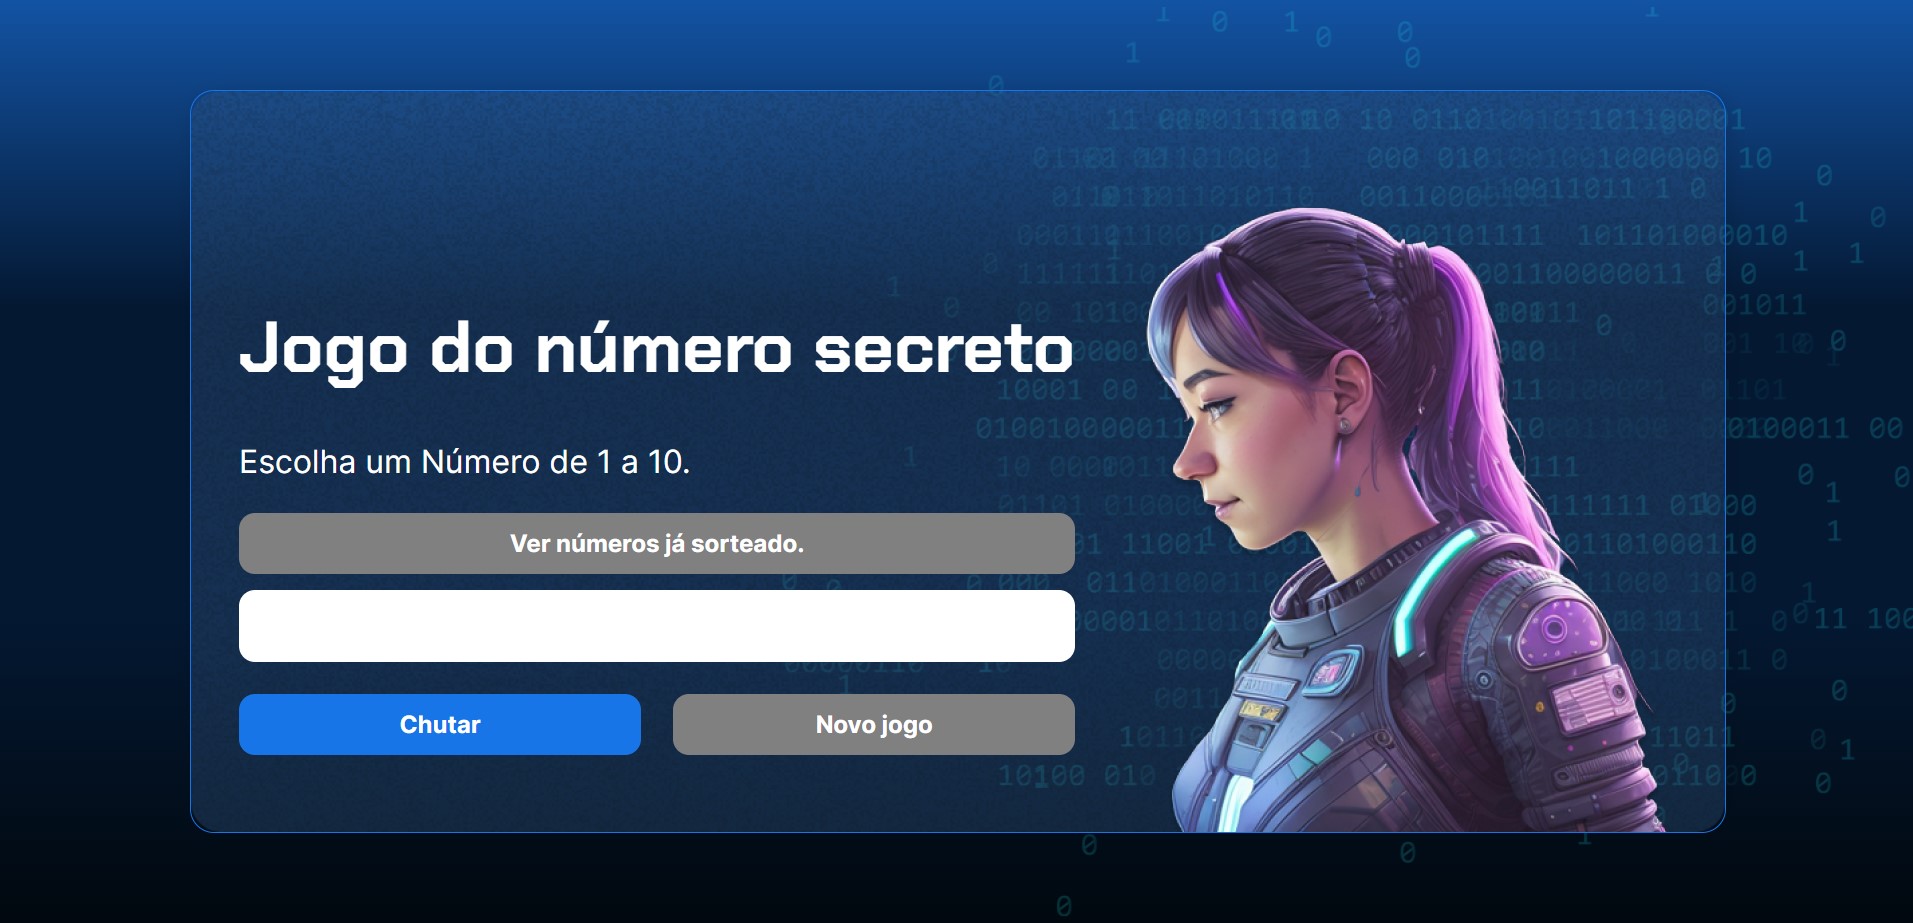 Jogo do número secreto
Escolha um Número de 1 a 10.
Ver números já sorteado.
Chutar
Novo jogo